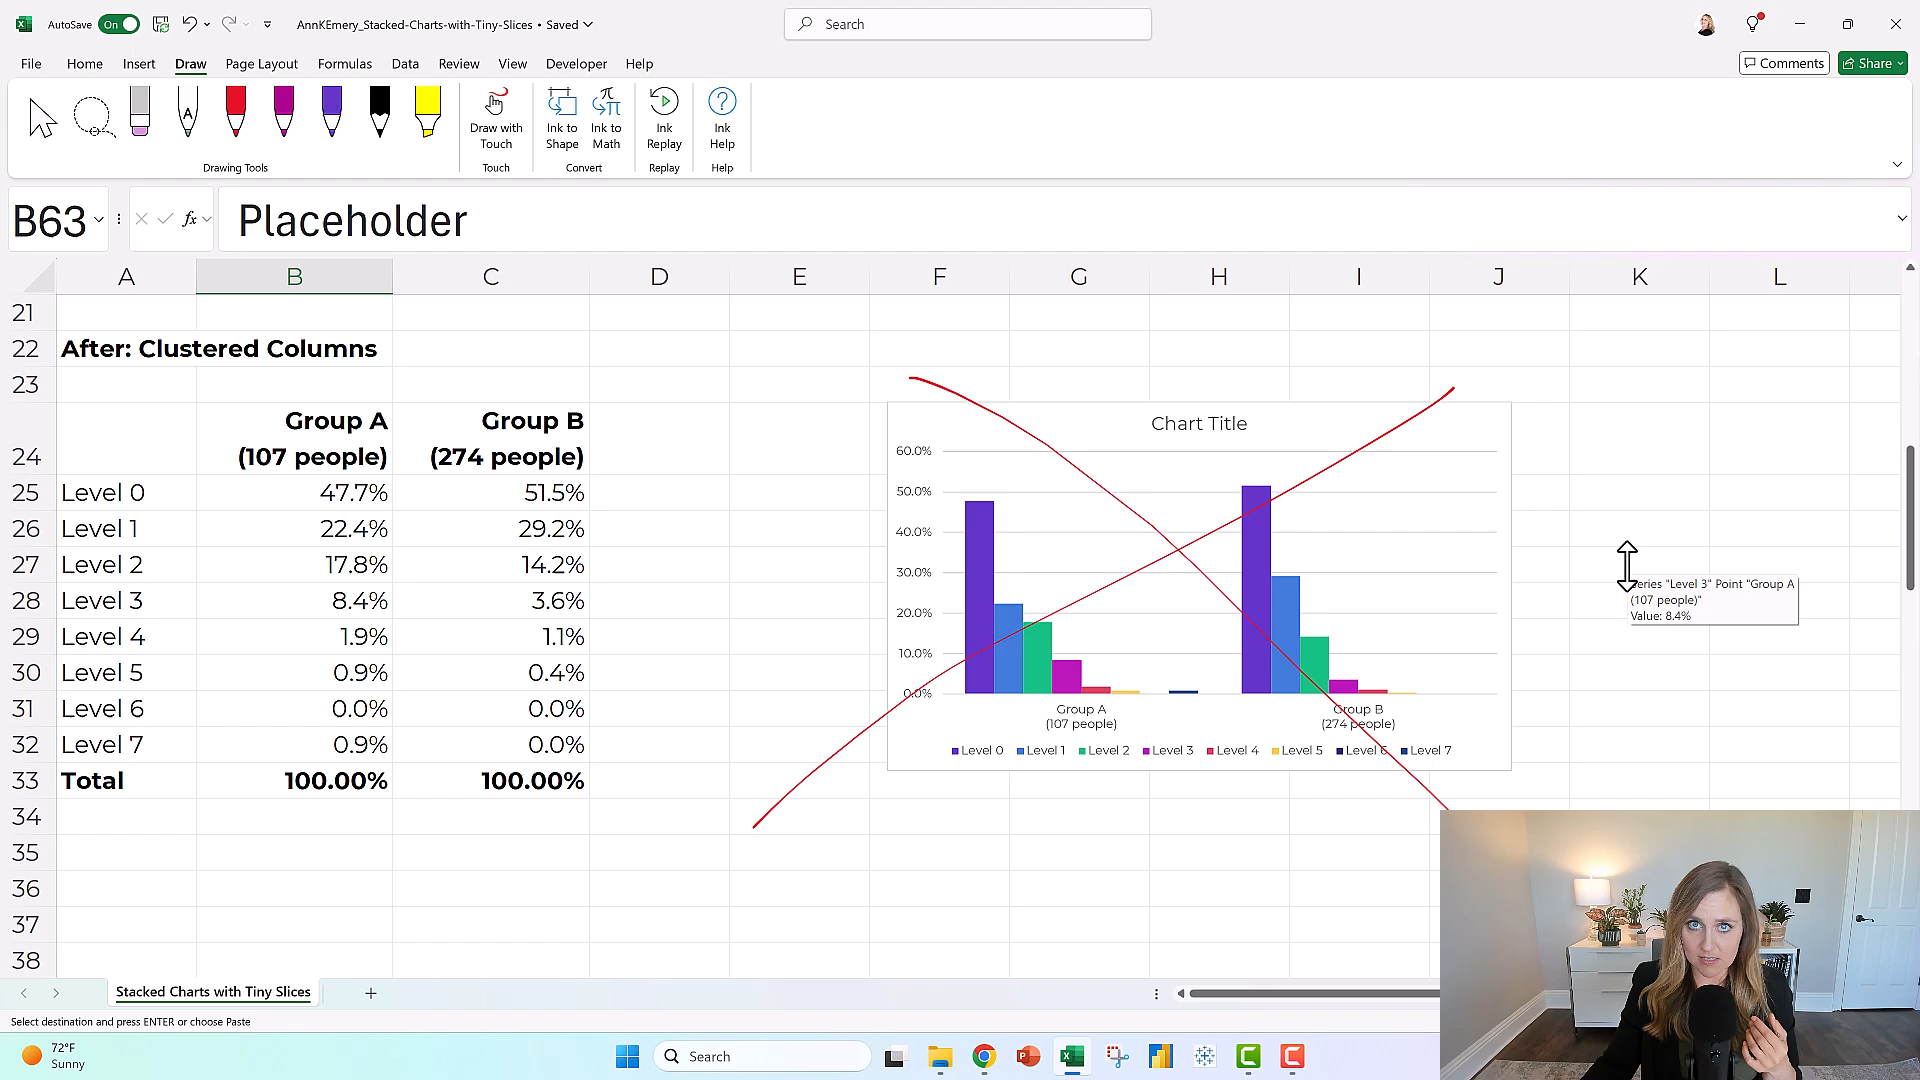 AutoSave On AnnKEmery_Stacked-Charts-with-Tiny-Slices • Saved Search
File Home Insert Draw Page Layout Formulas Data Review View Developer Help Comments Share
A
Draw with Touch
Ink to Shape
Ink to Math
Ink Replay
Ink Help
Drawing Tools Touch Convert Replay Help
B63 fx Placeholder
A B C D E F G H I J K L
21
22 After: Clustered Columns
23
24 Group A (107 people) Group B (274 people)
25 Level 0 47.7% 51.5%
26 Level 1 22.4% 29.2%
27 Level 2 17.8% 14.2%
28 Level 3 8.4% 3.6%
29 Level 4 1.9% 1.1%
30 Level 5 0.9% 0.4%
31 Level 6 0.0% 0.0%
32 Level 7 0.9% 0.0%
33 Total 100.00% 100.00%
34
35
36
37
38
Chart Title
60.0%
50.0%
40.0%
30.0%
20.0%
10.0%
0.0%
Group A Group B
(107 people) (274 people)
Level 0 Level 1 Level 2 Level 3 Level 4 Level 5 Level 6 Level 7
"Level 3" Point "Group A
(107 people)"
Value: 8.4%
Stacked Charts with Tiny Slices
Select destination and press ENTER or choose Paste
72°F
Sunny
Search